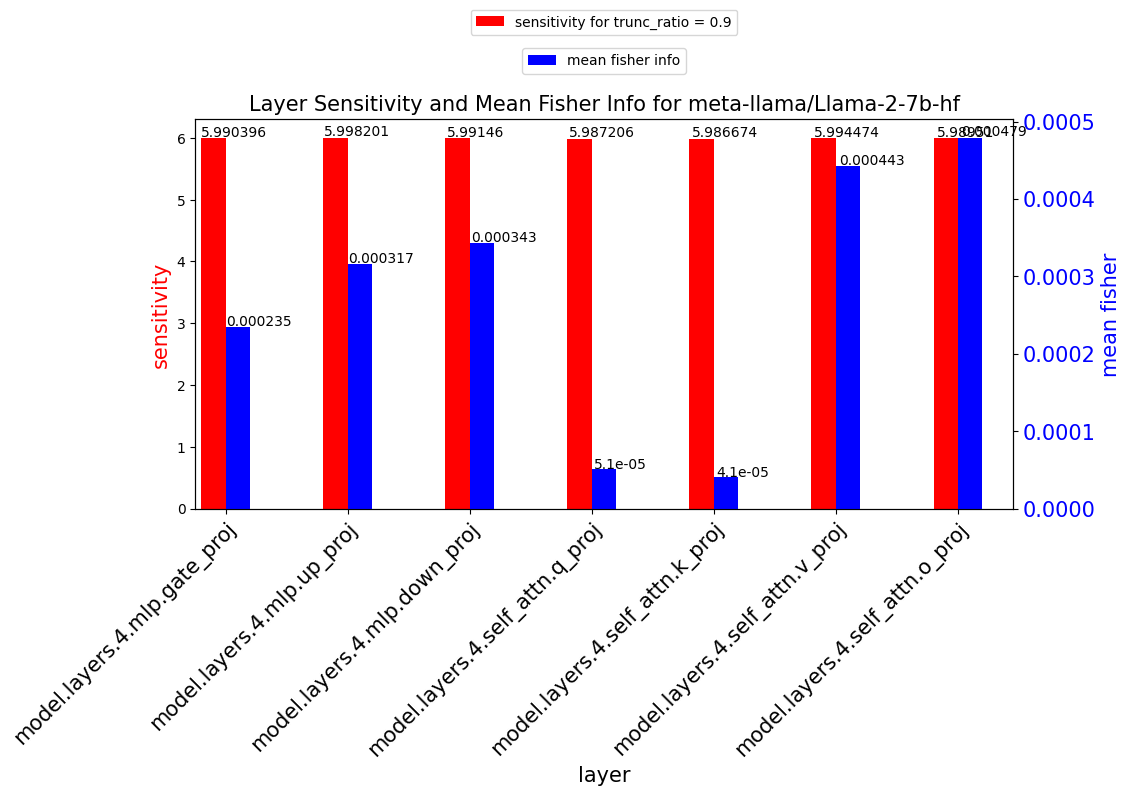 sensitivity for trunc_ratio = 0.9
mean fisher info
Layer Sensitivity and Mean Fisher Info for meta-llama/Llama-2-7b-hf
5.990396
5.998201
5.99146
5.987206
5.986674
5.994474
5.98951
0.000479
0.000235
0.000317
0.000343
5.1e-05
4.1e-05
0.000443
6
5
4
3
2
1
0
sensitivity
0.0005
0.0004
0.0003
0.0002
0.0001
0.0000
mean fisher
model.layers.4.mlp.gate_proj
model.layers.4.mlp.up_proj
model.layers.4.mlp.down_proj
model.layers.4.self_attn.q_proj
model.layers.4.self_attn.k_proj
model.layers.4.self_attn.v_proj
model.layers.4.self_attn.o_proj
layer